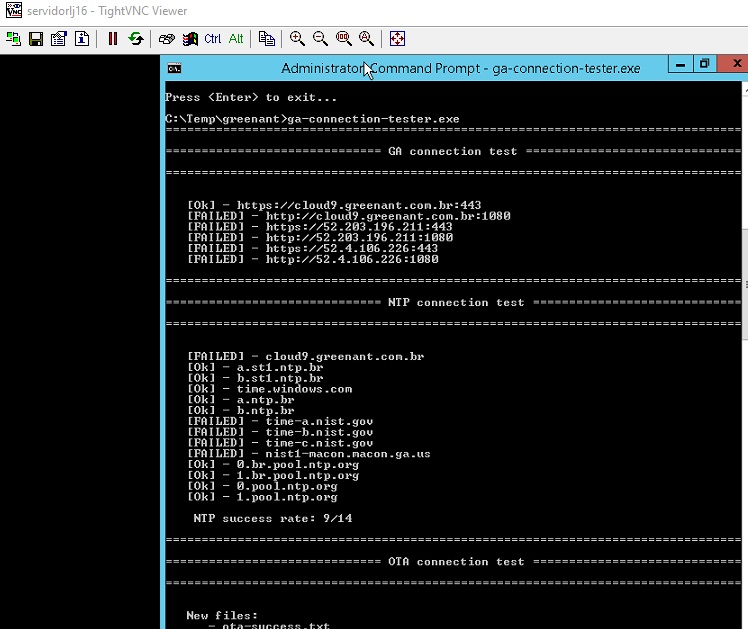 servidorlj16 - TightVNC Viewer
Ctrl Alt
Administrator: Command Prompt - ga-connection-tester.exe
Press <Enter> to exit...
C:\Temp\greenant>ga-connection-tester.exe
================================================================================
============================== GA connection test ==============================
================================================================================
[Ok] - https://cloud9.greenant.com.br:443
[FAILED] - http://cloud9.greenant.com.br:1080
[FAILED] - https://52.203.196.211:443
[FAILED] - http://52.203.196.211:1080
[FAILED] - https://52.4.106.226:443
[FAILED] - http://52.4.106.226:1080
================================================================================
============================== NTP connection test =============================
================================================================================
[FAILED] - cloud9.greenant.com.br
[Ok] - a.st1.ntp.br
[Ok] - b.st1.ntp.br
[Ok] - time.windows.com
[Ok] - a.ntp.br
[Ok] - b.ntp.br
[FAILED] - time-a.nist.gov
[FAILED] - time-b.nist.gov
[FAILED] - time-c.nist.gov
[FAILED] - nist1-macon.macon.ga.us
[Ok] - 0.br.pool.ntp.org
[Ok] - 1.br.pool.ntp.org
[Ok] - 0.pool.ntp.org
[Ok] - 1.pool.ntp.org
NTP success rate: 9/14
================================================================================
============================== OTA connection test =============================
================================================================================
New files:
- ota-success.txt